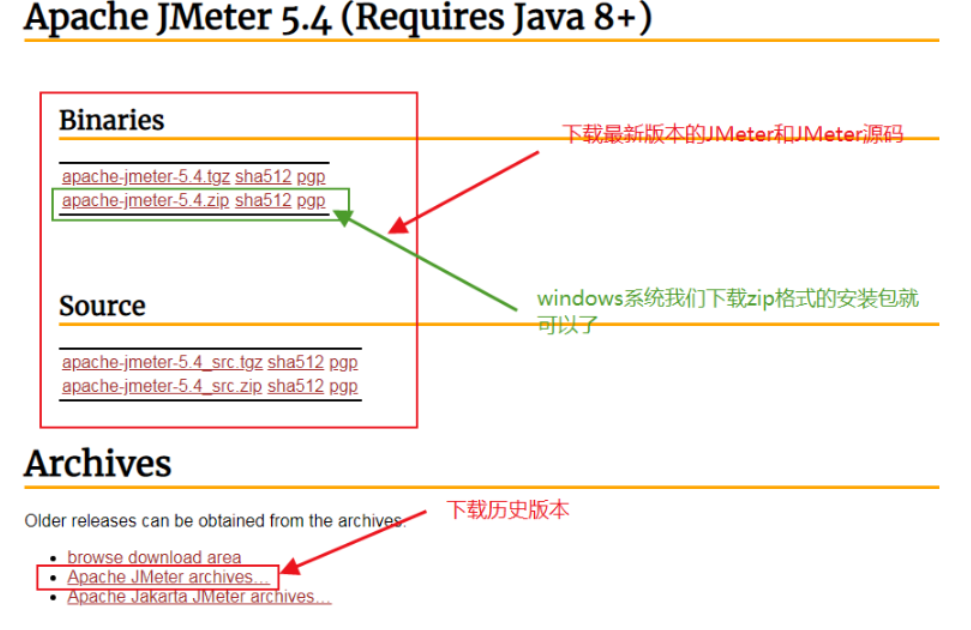 Apache JMeter 5.4 (Requires Java 8+)
Binaries
下载最新版本的JMeter和JMeter源码
apache-jmeter-5.4.tgz sha512 pgp
apache-jmeter-5.4.zip sha512 pgp
windows系统我们下载zip格式的安装包就
可以了
Source
apache-jmeter-5.4_src.tgz sha512 pgp
apache-jmeter-5.4_src.zip sha512 pgp
Archives
下载历史版本
Older releases can be obtained from the archives.
browse download area
Apache JMeter archives...
Apache Jakarta JMeter archives...